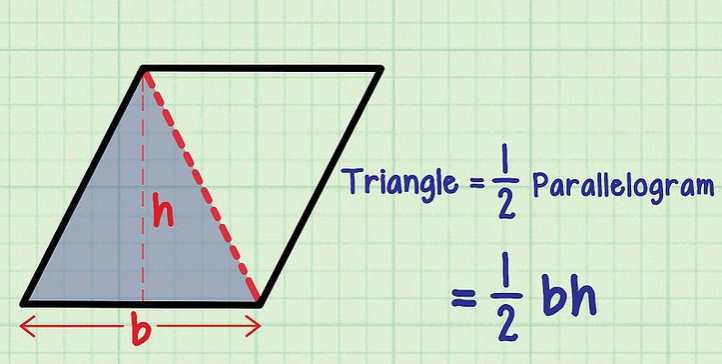 h
b
Triangle = 1/2 Parallelogram
= 1/2 bh